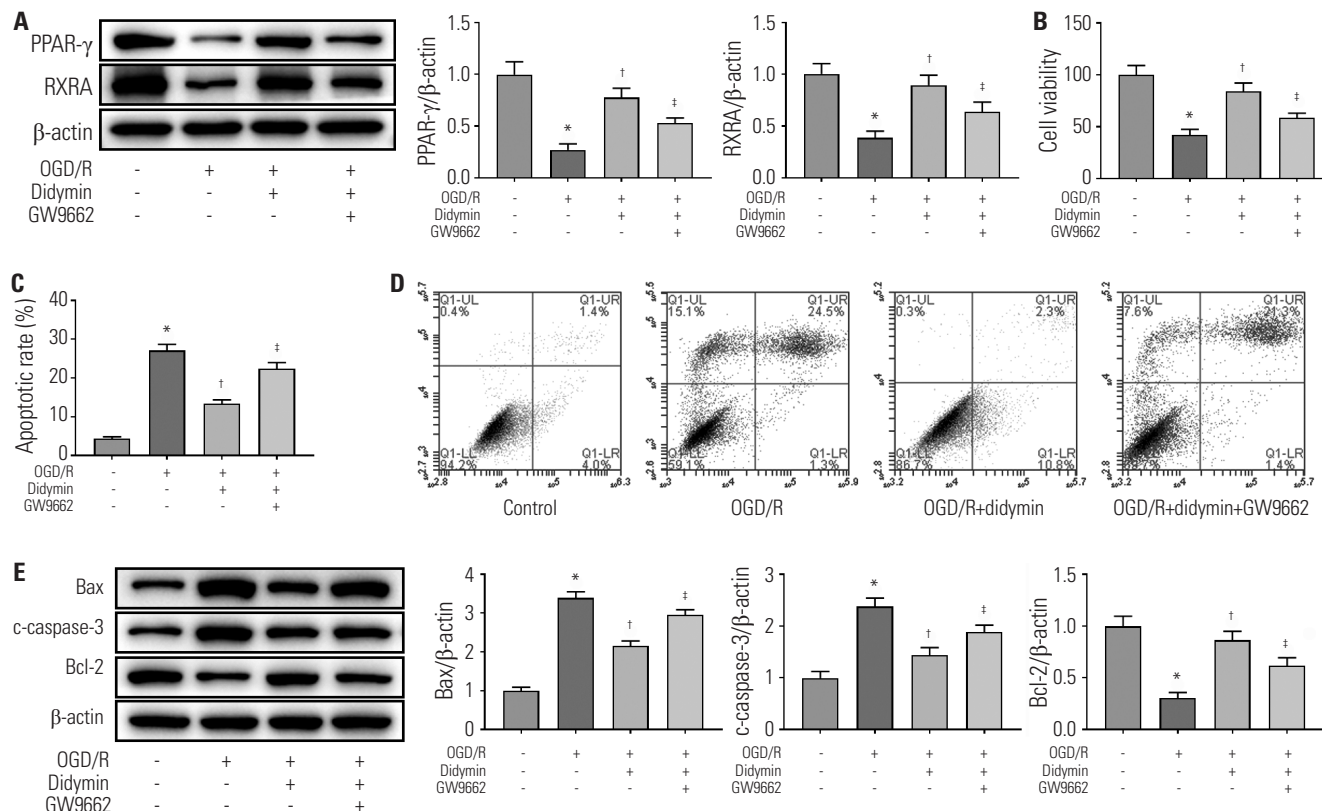 A
PPAR-γ
RXRA
β-actin
OGD/R - + + +
Didymin - - + +
GW9662 - - - +
PPAR-γ/β-actin
1.5
1.0
0.5
0.0
* † ‡
OGD/R - + + +
Didymin - - + +
GW9662 - - - +
RXRA/β-actin
1.5
1.0
0.5
0.0
* † ‡
OGD/R - + + +
Didymin - - + +
GW9662 - - - +
B
Cell viability
150
100
50
0
* † ‡
OGD/R - + + +
Didymin - - + +
GW9662 - - - +
C
Apoptotic rate (%)
40
30
20
10
0
* † ‡
OGD/R - + + +
Didymin - - + +
GW9662 - - - +
D
Q1-UL Q1-UR
0.4% 1.4%
Q1-LL Q1-LR
94.2% 4.0%
Control
Q1-UL Q1-UR
15.1% 24.5%
Q1-LL Q1-LR
59.1% 1.3%
OGD/R
Q1-UL Q1-UR
0.3% 2.3%
Q1-LL Q1-LR
86.7% 10.8%
OGD/R+didymin
Q1-UL Q1-UR
7.6% 21.3%
Q1-LL Q1-LR
1.4%
OGD/R+didymin+GW9662
E
Bax
c-caspase-3
Bcl-2
β-actin
OGD/R - + + +
Didymin - - + +
GW9662 - - - +
Bax/β-actin
5
4
3
2
1
0
* † ‡
OGD/R - + + +
Didymin - - + +
GW9662 - - - +
c-caspase-3/β-actin
3
2
1
0
* † ‡
OGD/R - + + +
Didymin - - + +
GW9662 - - - +
Bcl-2/β-actin
1.5
1.0
0.5
0.0
* † ‡
OGD/R - + + +
Didymin - - + +
GW9662 - - - +